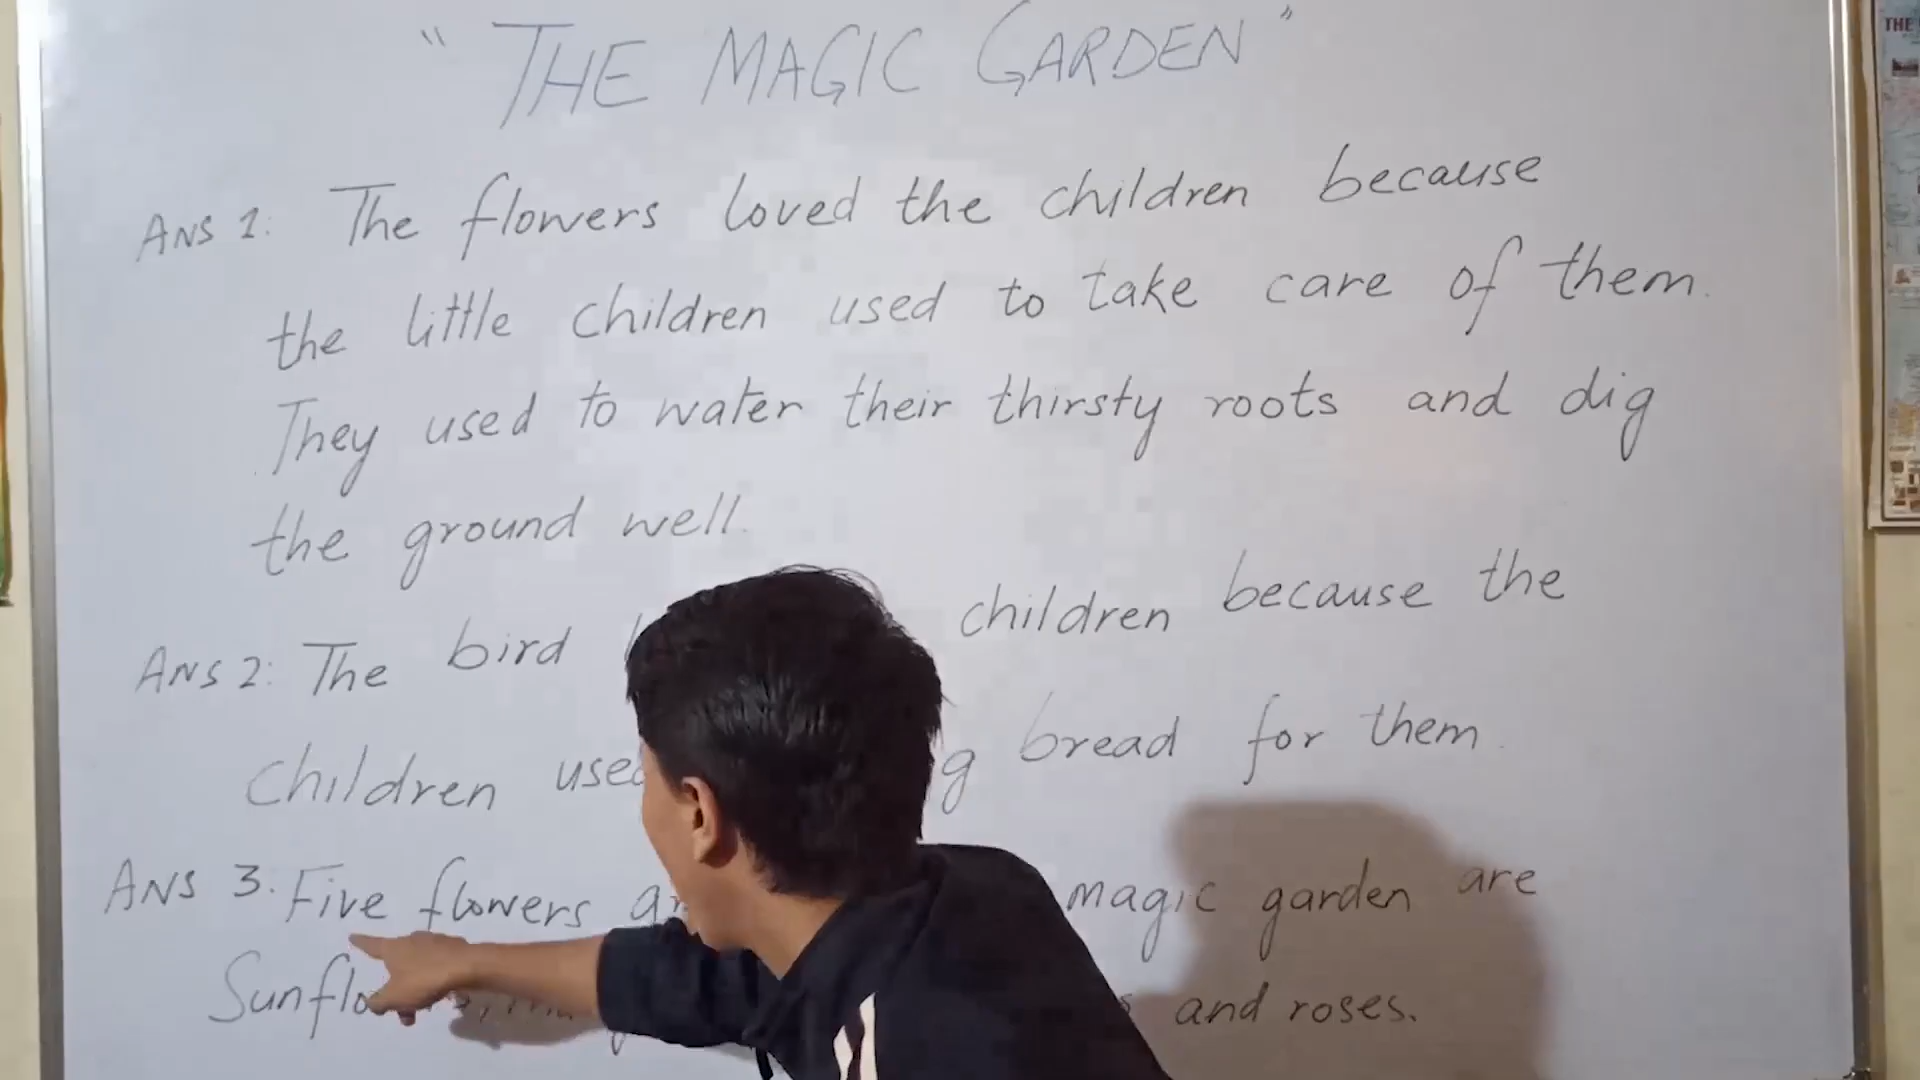 "THE MAGIC GARDEN"
ANS 1: The flowers loved the children because
the little children used to take care of them.
They used to water their thirsty roots and dig
the ground well.
ANS 2: The bird children because the
children used bread for them.
ANS 3. Five flowers magic garden are
and roses.
THE